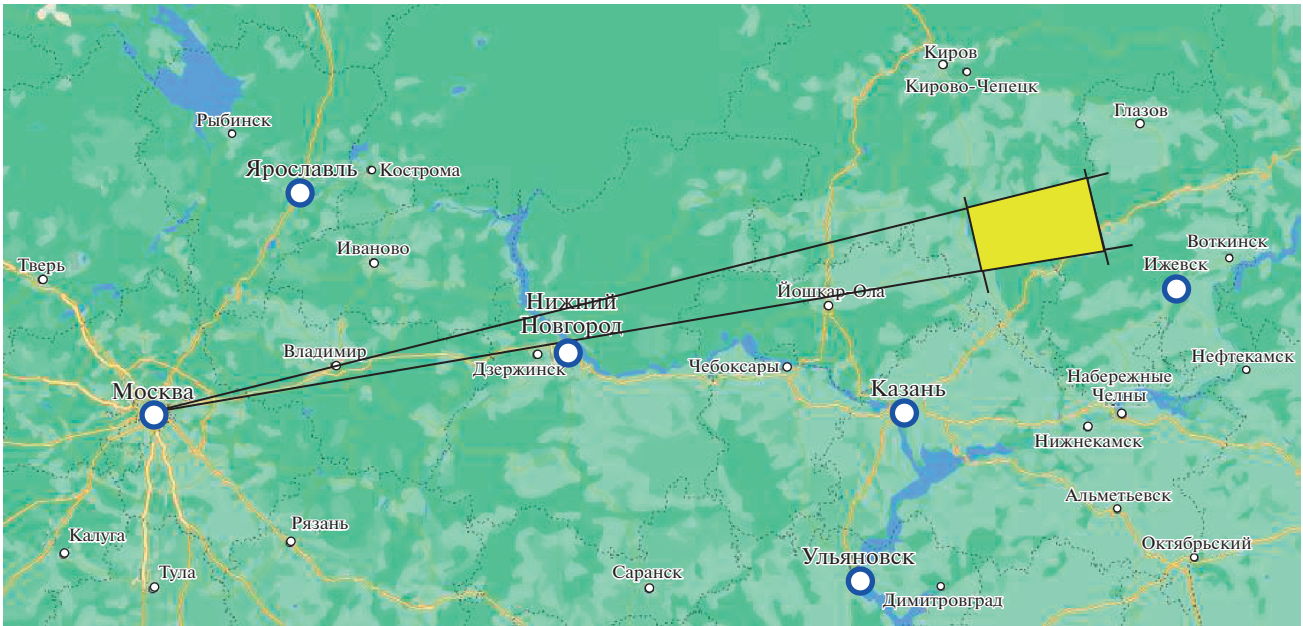 Киров
Кирово-Чепецк
Глазов
Рыбинск
Ярославль
Кострома
Иваново
Тверь
Воткинск
Ижевск
Йошкар-Ола
Нижний
Новгород
Владимир
Дзержинск
Чебоксары
Нефтекамск
Москва
Казань
Набережные
Челны
Нижнекамск
Альметьевск
Рязань
Калуга
Октябрьский
Ульяновск
Тула
Саранск
Димитровград